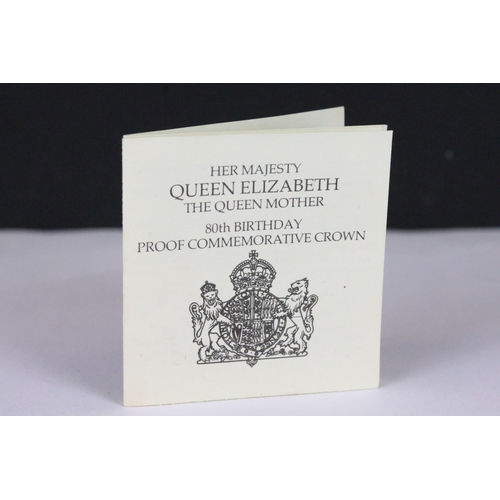 HER MAJESTY
QUEEN ELIZABETH
THE QUEEN MOTHER
80th BIRTHDAY
PROOF COMMEMORATIVE CROWN